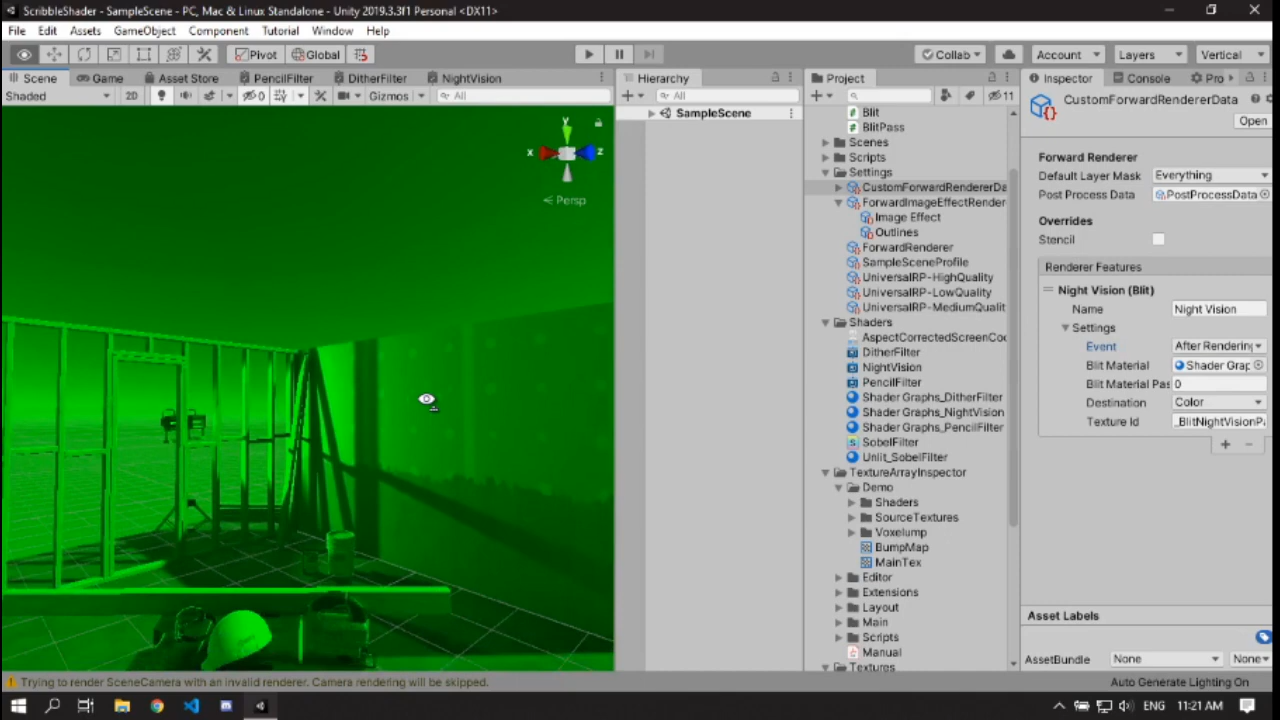 ScribbleShader - SampleScene - PC, Mac & Linux Standalone - Unity 2019.3.3f1 Personal <DX11>
File Edit Assets GameObject Component Tutorial Window Help
Pivot Global Collab Account Layers Vertical
Scene Game Asset Store PencilFilter DitherFilter NightVision
Shaded 2D 0 Gizmos All
y
x
z
Persp
Hierarchy
All
SampleScene
Project
11
Blit
BlitPass
Scenes
Scripts
Settings
CustomForwardRendererDa
ForwardImageEffectRender
Image Effect
Outlines
ForwardRenderer
SampleSceneProfile
UniversalRP-HighQuality
UniversalRP-LowQuality
UniversalRP-MediumQualit
Shaders
AspectCorrectedScreenCoo
DitherFilter
NightVision
PencilFilter
Shader Graphs_DitherFilter
Shader Graphs_NightVision
Shader Graphs_PencilFilter
SobelFilter
Unlit_SobelFilter
TextureArrayInspector
Demo
Shaders
SourceTextures
Voxelump
BumpMap
MainTex
Editor
Extensions
Layout
Main
Scripts
Manual
Textures
Inspector Console Pro
CustomForwardRendererData
Open
Forward Renderer
Default Layer Mask Everything
Post Process Data PostProcessData
Overrides
Stencil
Renderer Features
Night Vision (Blit)
Name Night Vision
Settings
Event After Rendering
Blit Material Shader Grap
Blit Material Pas 0
Destination Color
Texture Id _BlitNightVisionPa
Asset Labels
AssetBundle None None
Trying to render SceneCamera with an invalid renderer. Camera rendering will be skipped.
Auto Generate Lighting On
ENG 11:21 AM